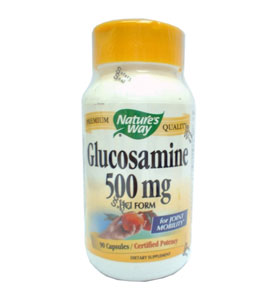 Nature's
Way
PREMIUM QUALITY
Glucosamine
500 mg
HCl FORM
for JOINT
MOBILITY*
90 Capsules / Certified Potency
DIETARY SUPPLEMENT